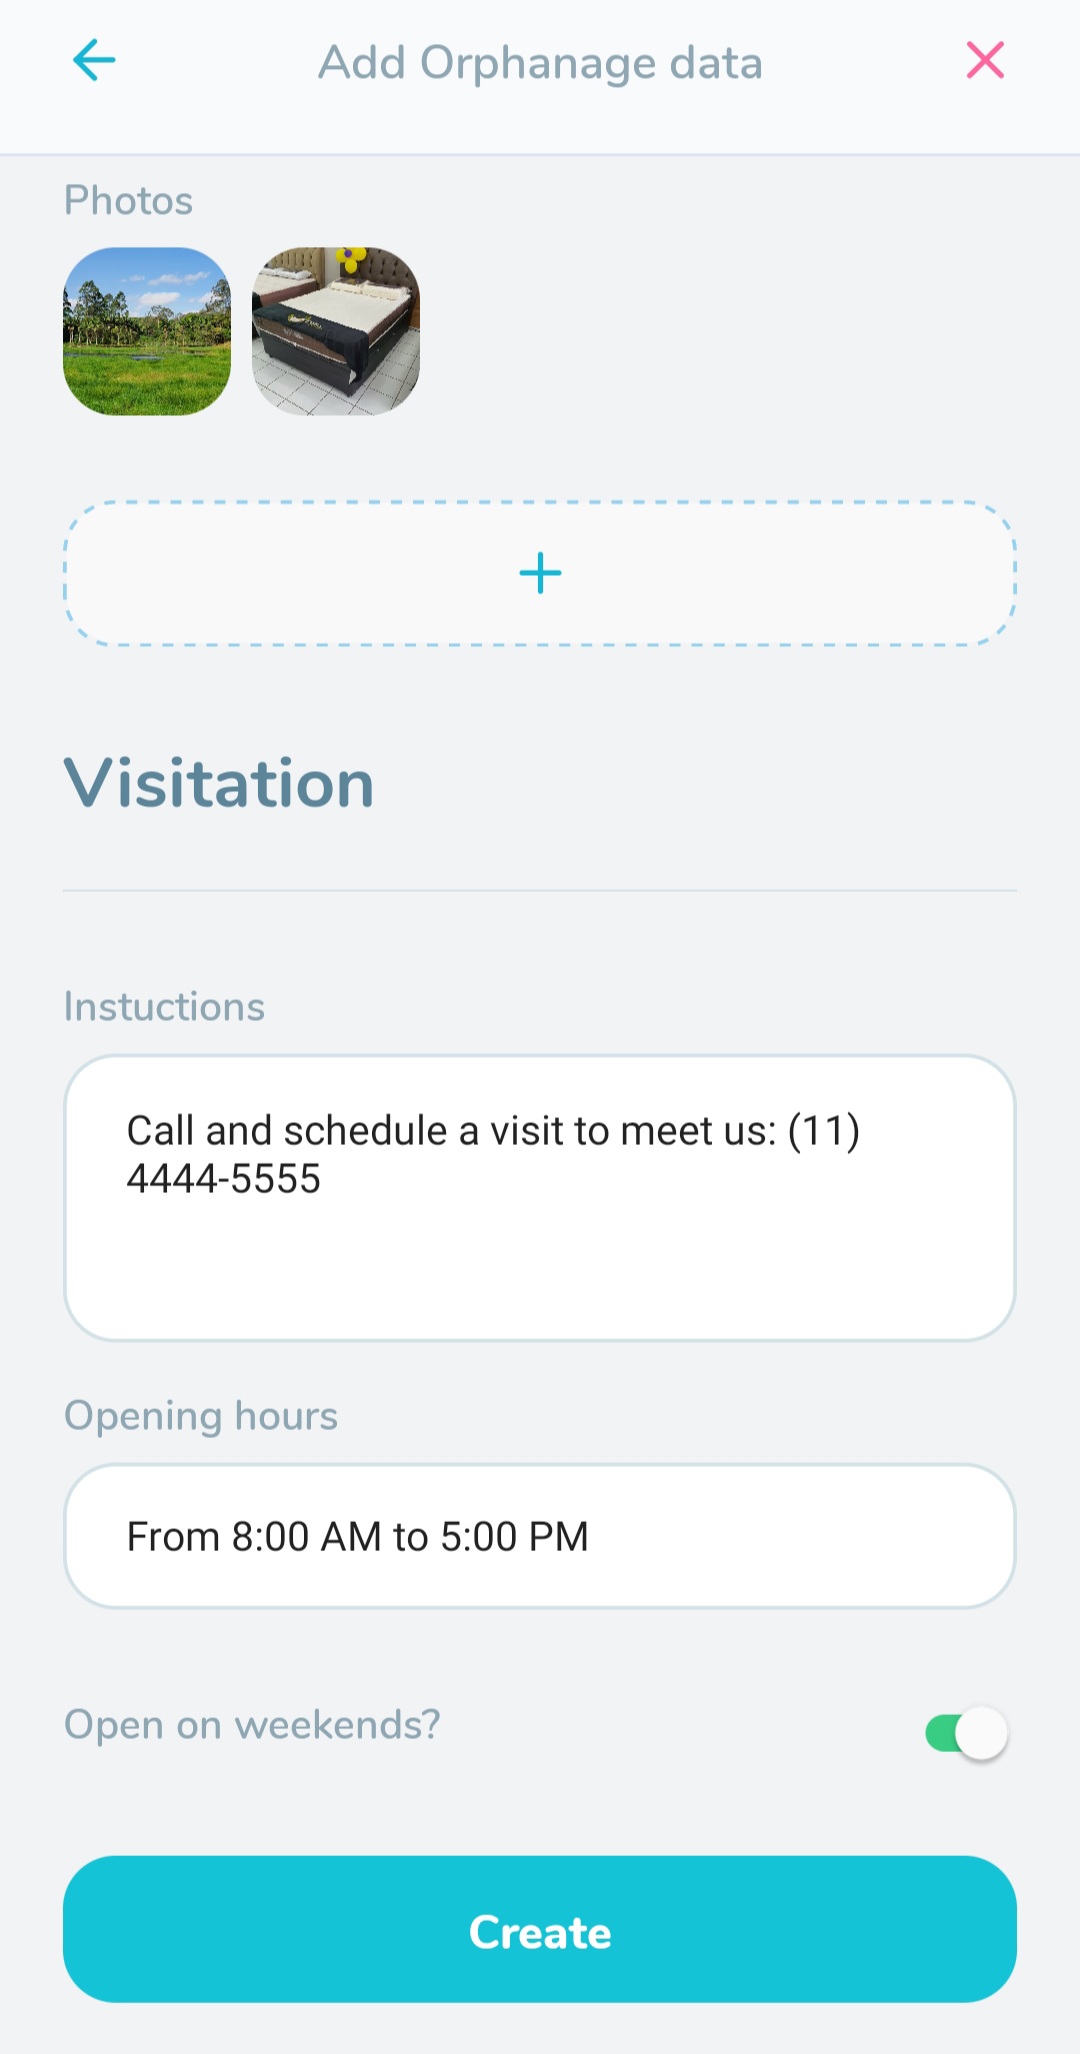 Add Orphanage data
Photos
Visitation
Instuctions
Call and schedule a visit to meet us: (11)
4444-5555
Opening hours
From 8:00 AM to 5:00 PM
Open on weekends?
Create